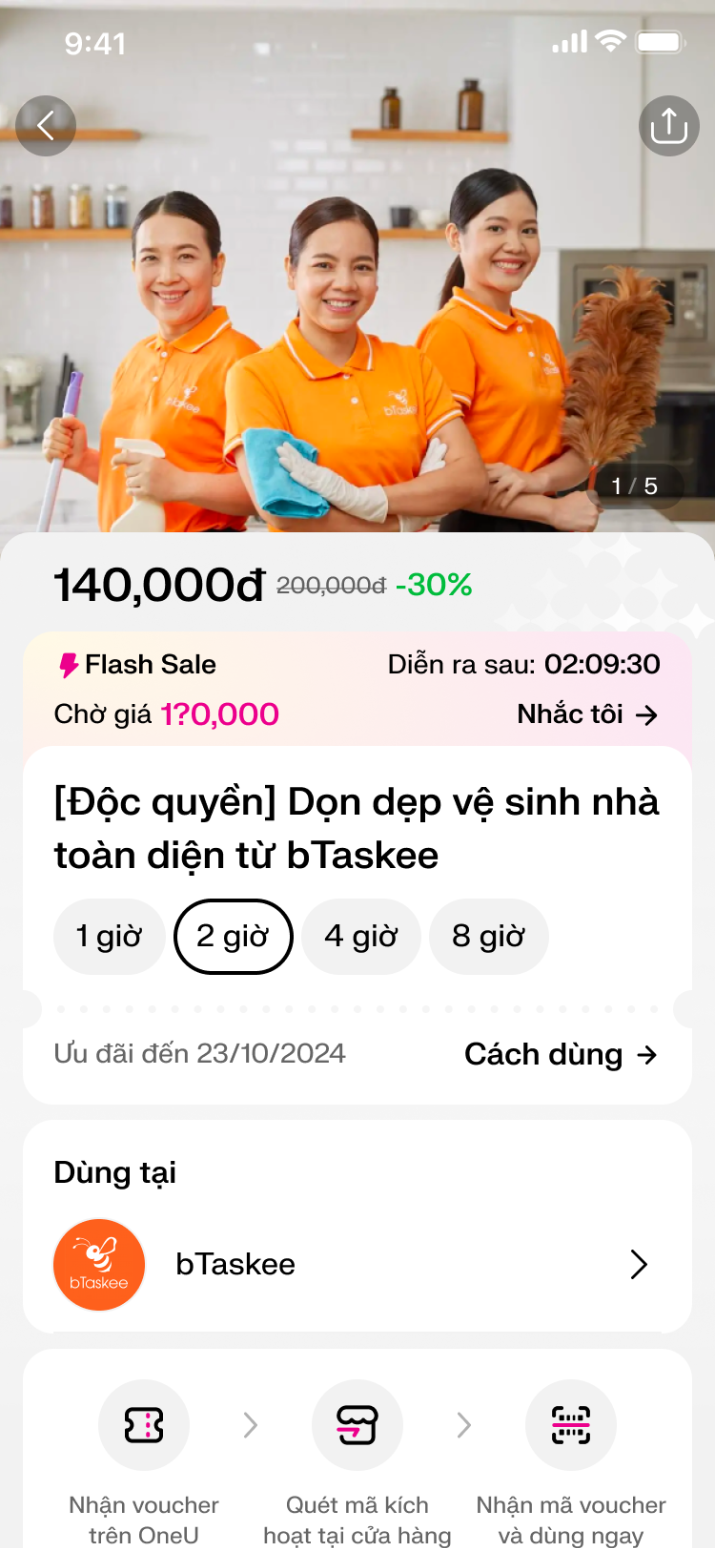 9:41
bTaskee
bTaskee
1 / 5
140,000đ 200,000đ -30%
Flash Sale Diễn ra sau: 02:09:30
Chờ giá 1?0,000 Nhắc tôi →
[Độc quyền] Dọn dẹp vệ sinh nhà
toàn diện từ bTaskee
1 giờ 2 giờ 4 giờ 8 giờ
Ưu đãi đến 23/10/2024 Cách dùng →
Dùng tại
bTaskee
bTaskee
Nhận voucher Quét mã kích Nhận mã voucher
trên OneU hoạt tại cửa hàng và dùng ngay